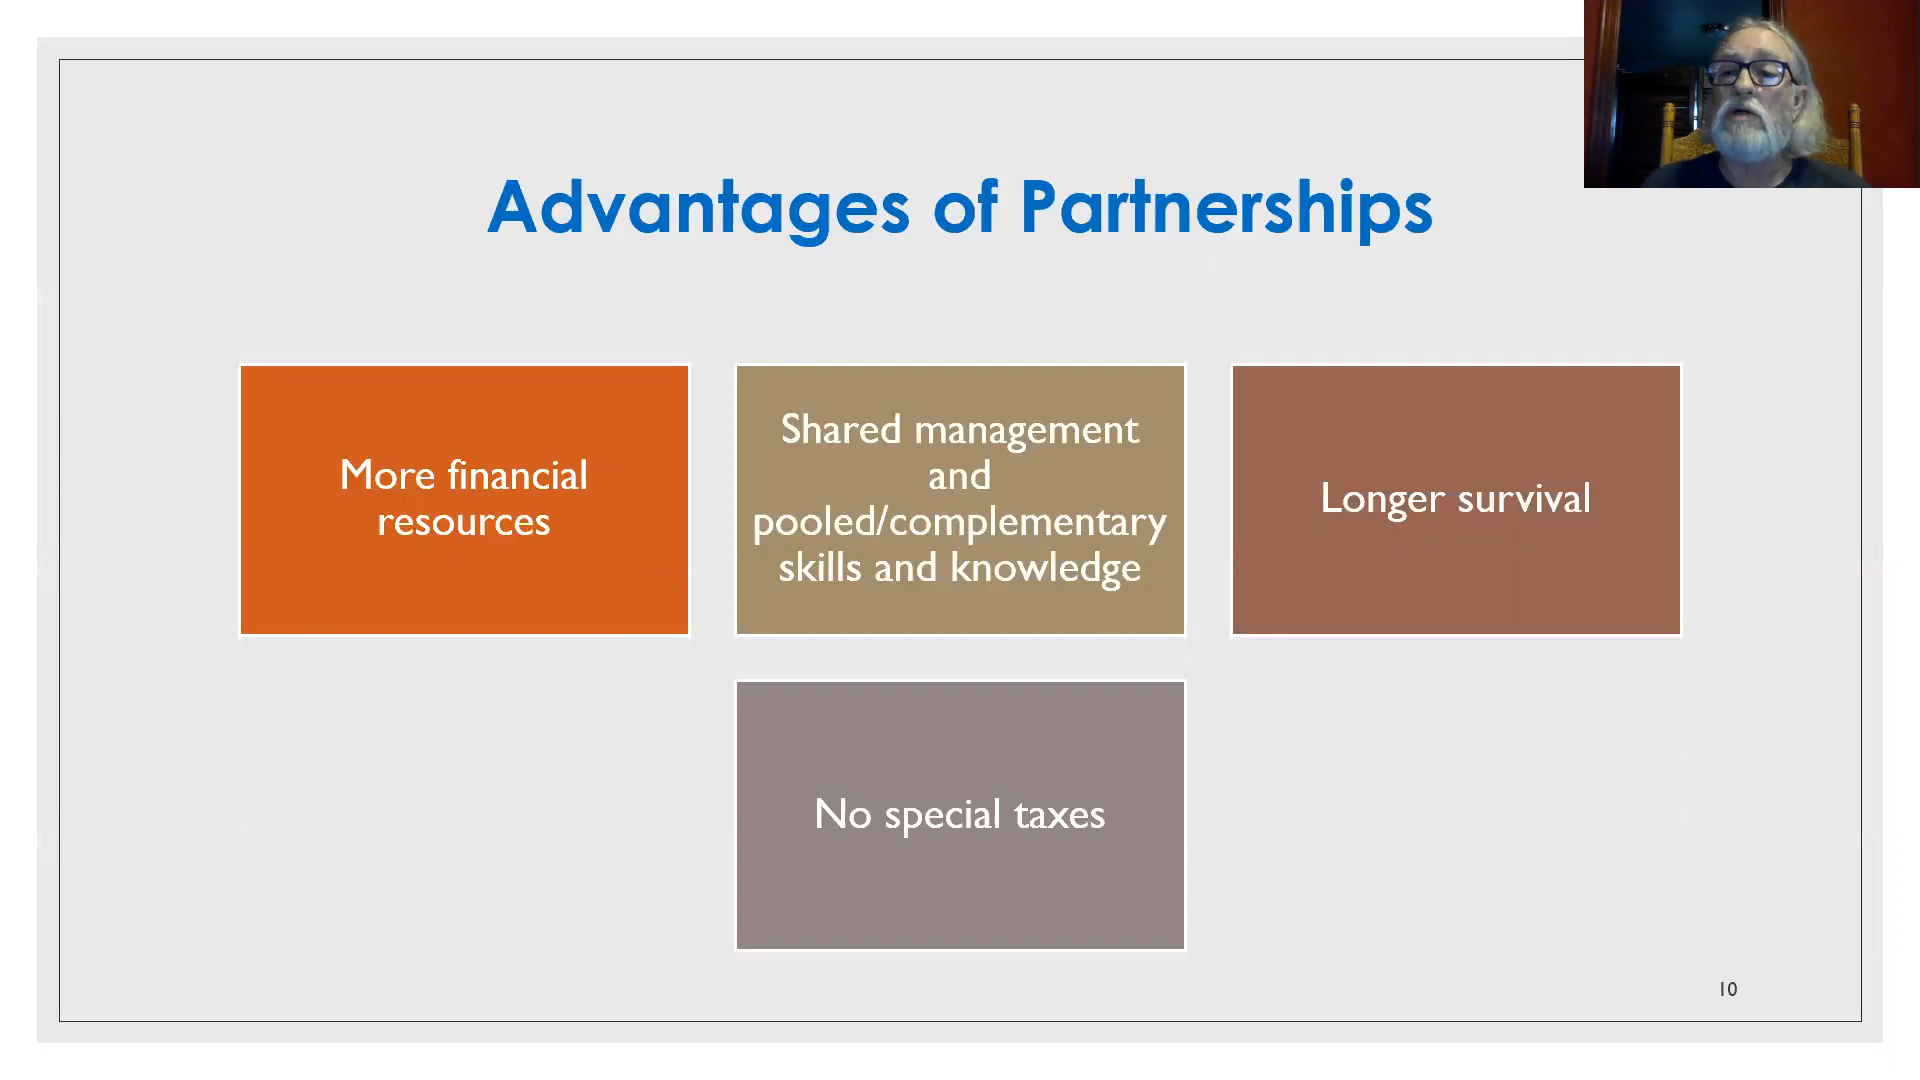 Advantages of Partnerships
More financial
resources
Shared management
and
pooled/complementary
skills and knowledge
Longer survival
No special taxes
10